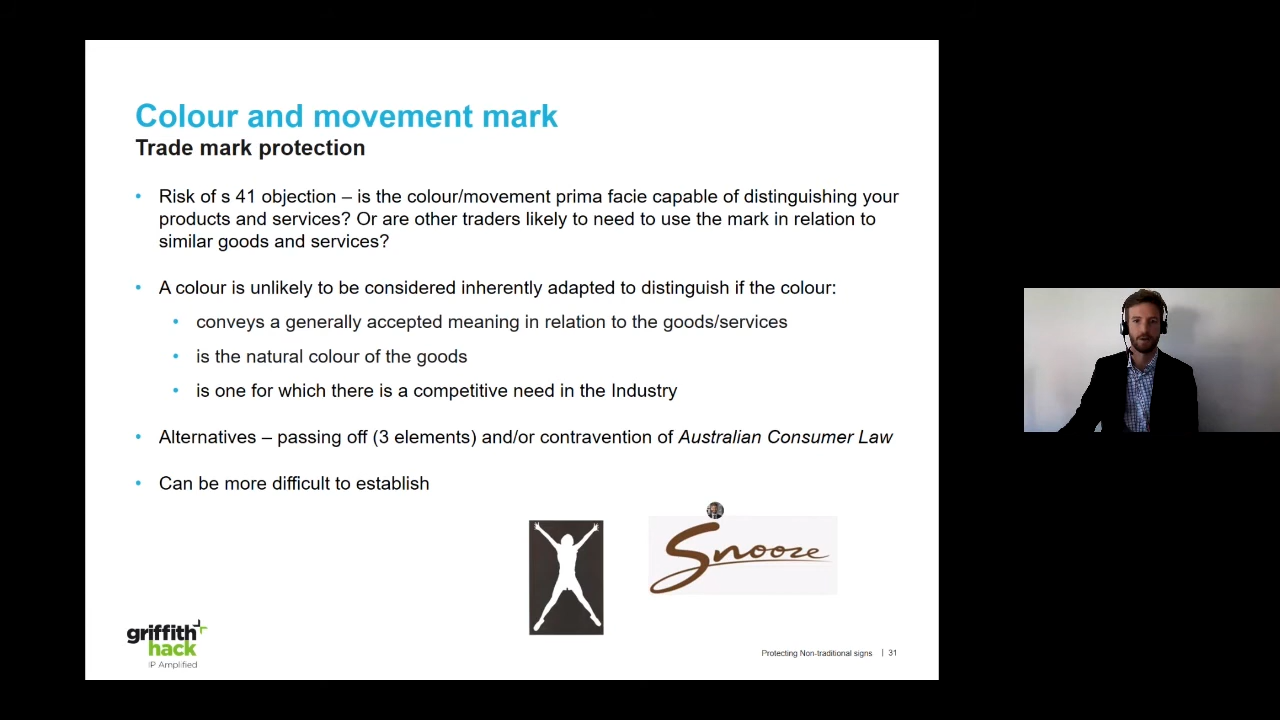 Colour and movement mark
Trade mark protection
• Risk of s 41 objection – is the colour/movement prima facie capable of distinguishing your
products and services? Or are other traders likely to need to use the mark in relation to
similar goods and services?
• A colour is unlikely to be considered inherently adapted to distinguish if the colour:
• conveys a generally accepted meaning in relation to the goods/services
• is the natural colour of the goods
• is one for which there is a competitive need in the Industry
• Alternatives – passing off (3 elements) and/or contravention of Australian Consumer Law
• Can be more difficult to establish
Snooze
griffith
hack
IP Amplified
Protecting Non-traditional signs | 31